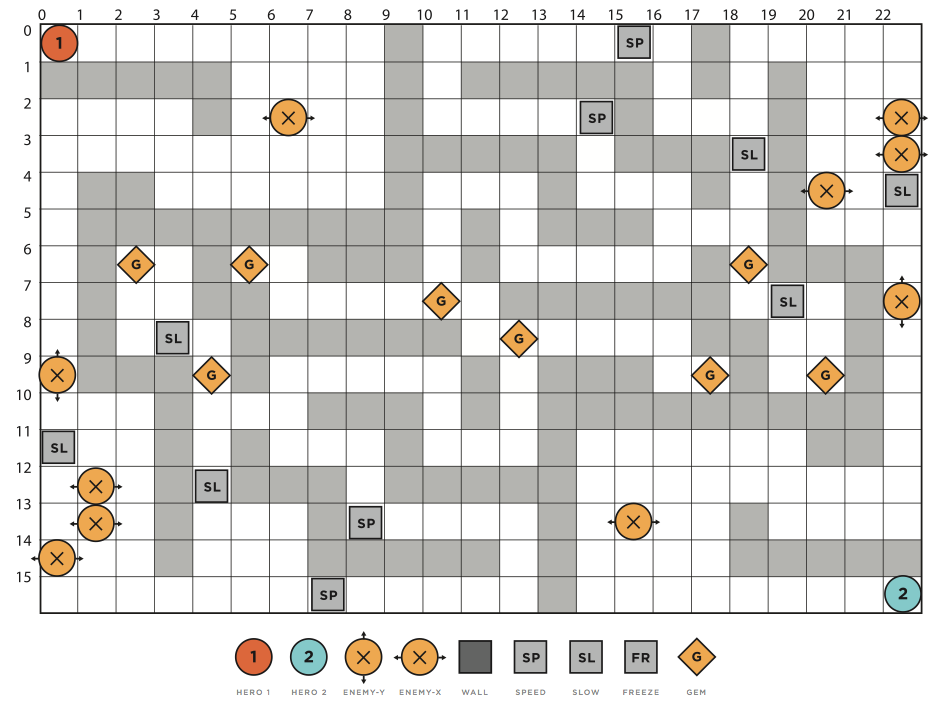 0 1 2 3 4 5 6 7 8 9 10 11 12 13 14 15 16 17 18 19 20 21 22
0 1 SP
1
2 SP
3 SL
4 SL
5
6 G G G
7 G SL
8 SL G
9 G G G
10
11 SL
12 SL
13 SP
14
15 SP 2
1 2 SP SL FR G
HERO 1 HERO 2 ENEMY-Y ENEMY-X WALL SPEED SLOW FREEZE GEM